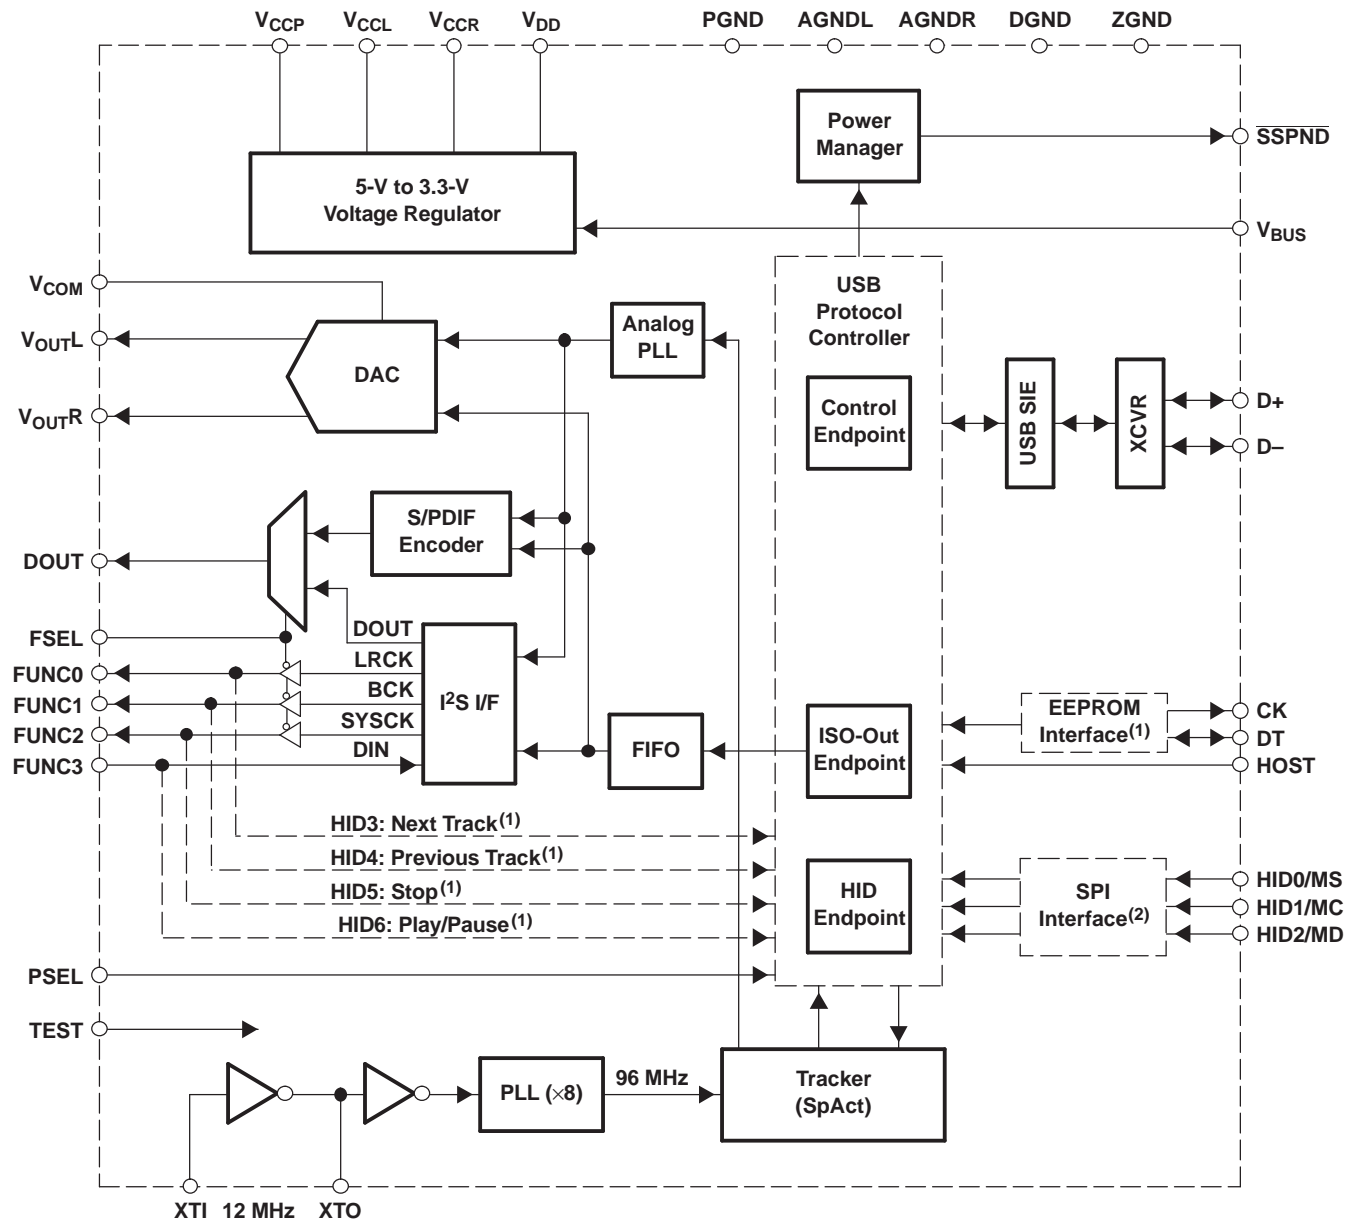 VCCP VCCL VCCR VDD PGND AGNDL AGNDR DGND ZGND
Power
Manager
SSPND
5-V to 3.3-V
Voltage Regulator
VBUS
VCOM
USB
Protocol
Controller
VOUTL
Analog
PLL
DAC
VOUTR
Control
Endpoint
USB SIE
XCVR
D+
D–
S/PDIF
Encoder
DOUT
FSEL
DOUT
FUNC0
LRCK
FUNC1
BCK
I2S I/F
FUNC2
SYSCK
FUNC3
DIN
FIFO
ISO-Out
Endpoint
EEPROM
Interface(1)
CK
DT
HOST
HID3: Next Track(1)
HID4: Previous Track(1)
HID5: Stop(1)
HID6: Play/Pause(1)
HID
Endpoint
SPI
Interface(2)
HID0/MS
HID1/MC
HID2/MD
PSEL
TEST
PLL (×8)
96 MHz
Tracker
(SpAct)
XTI 12 MHz XTO